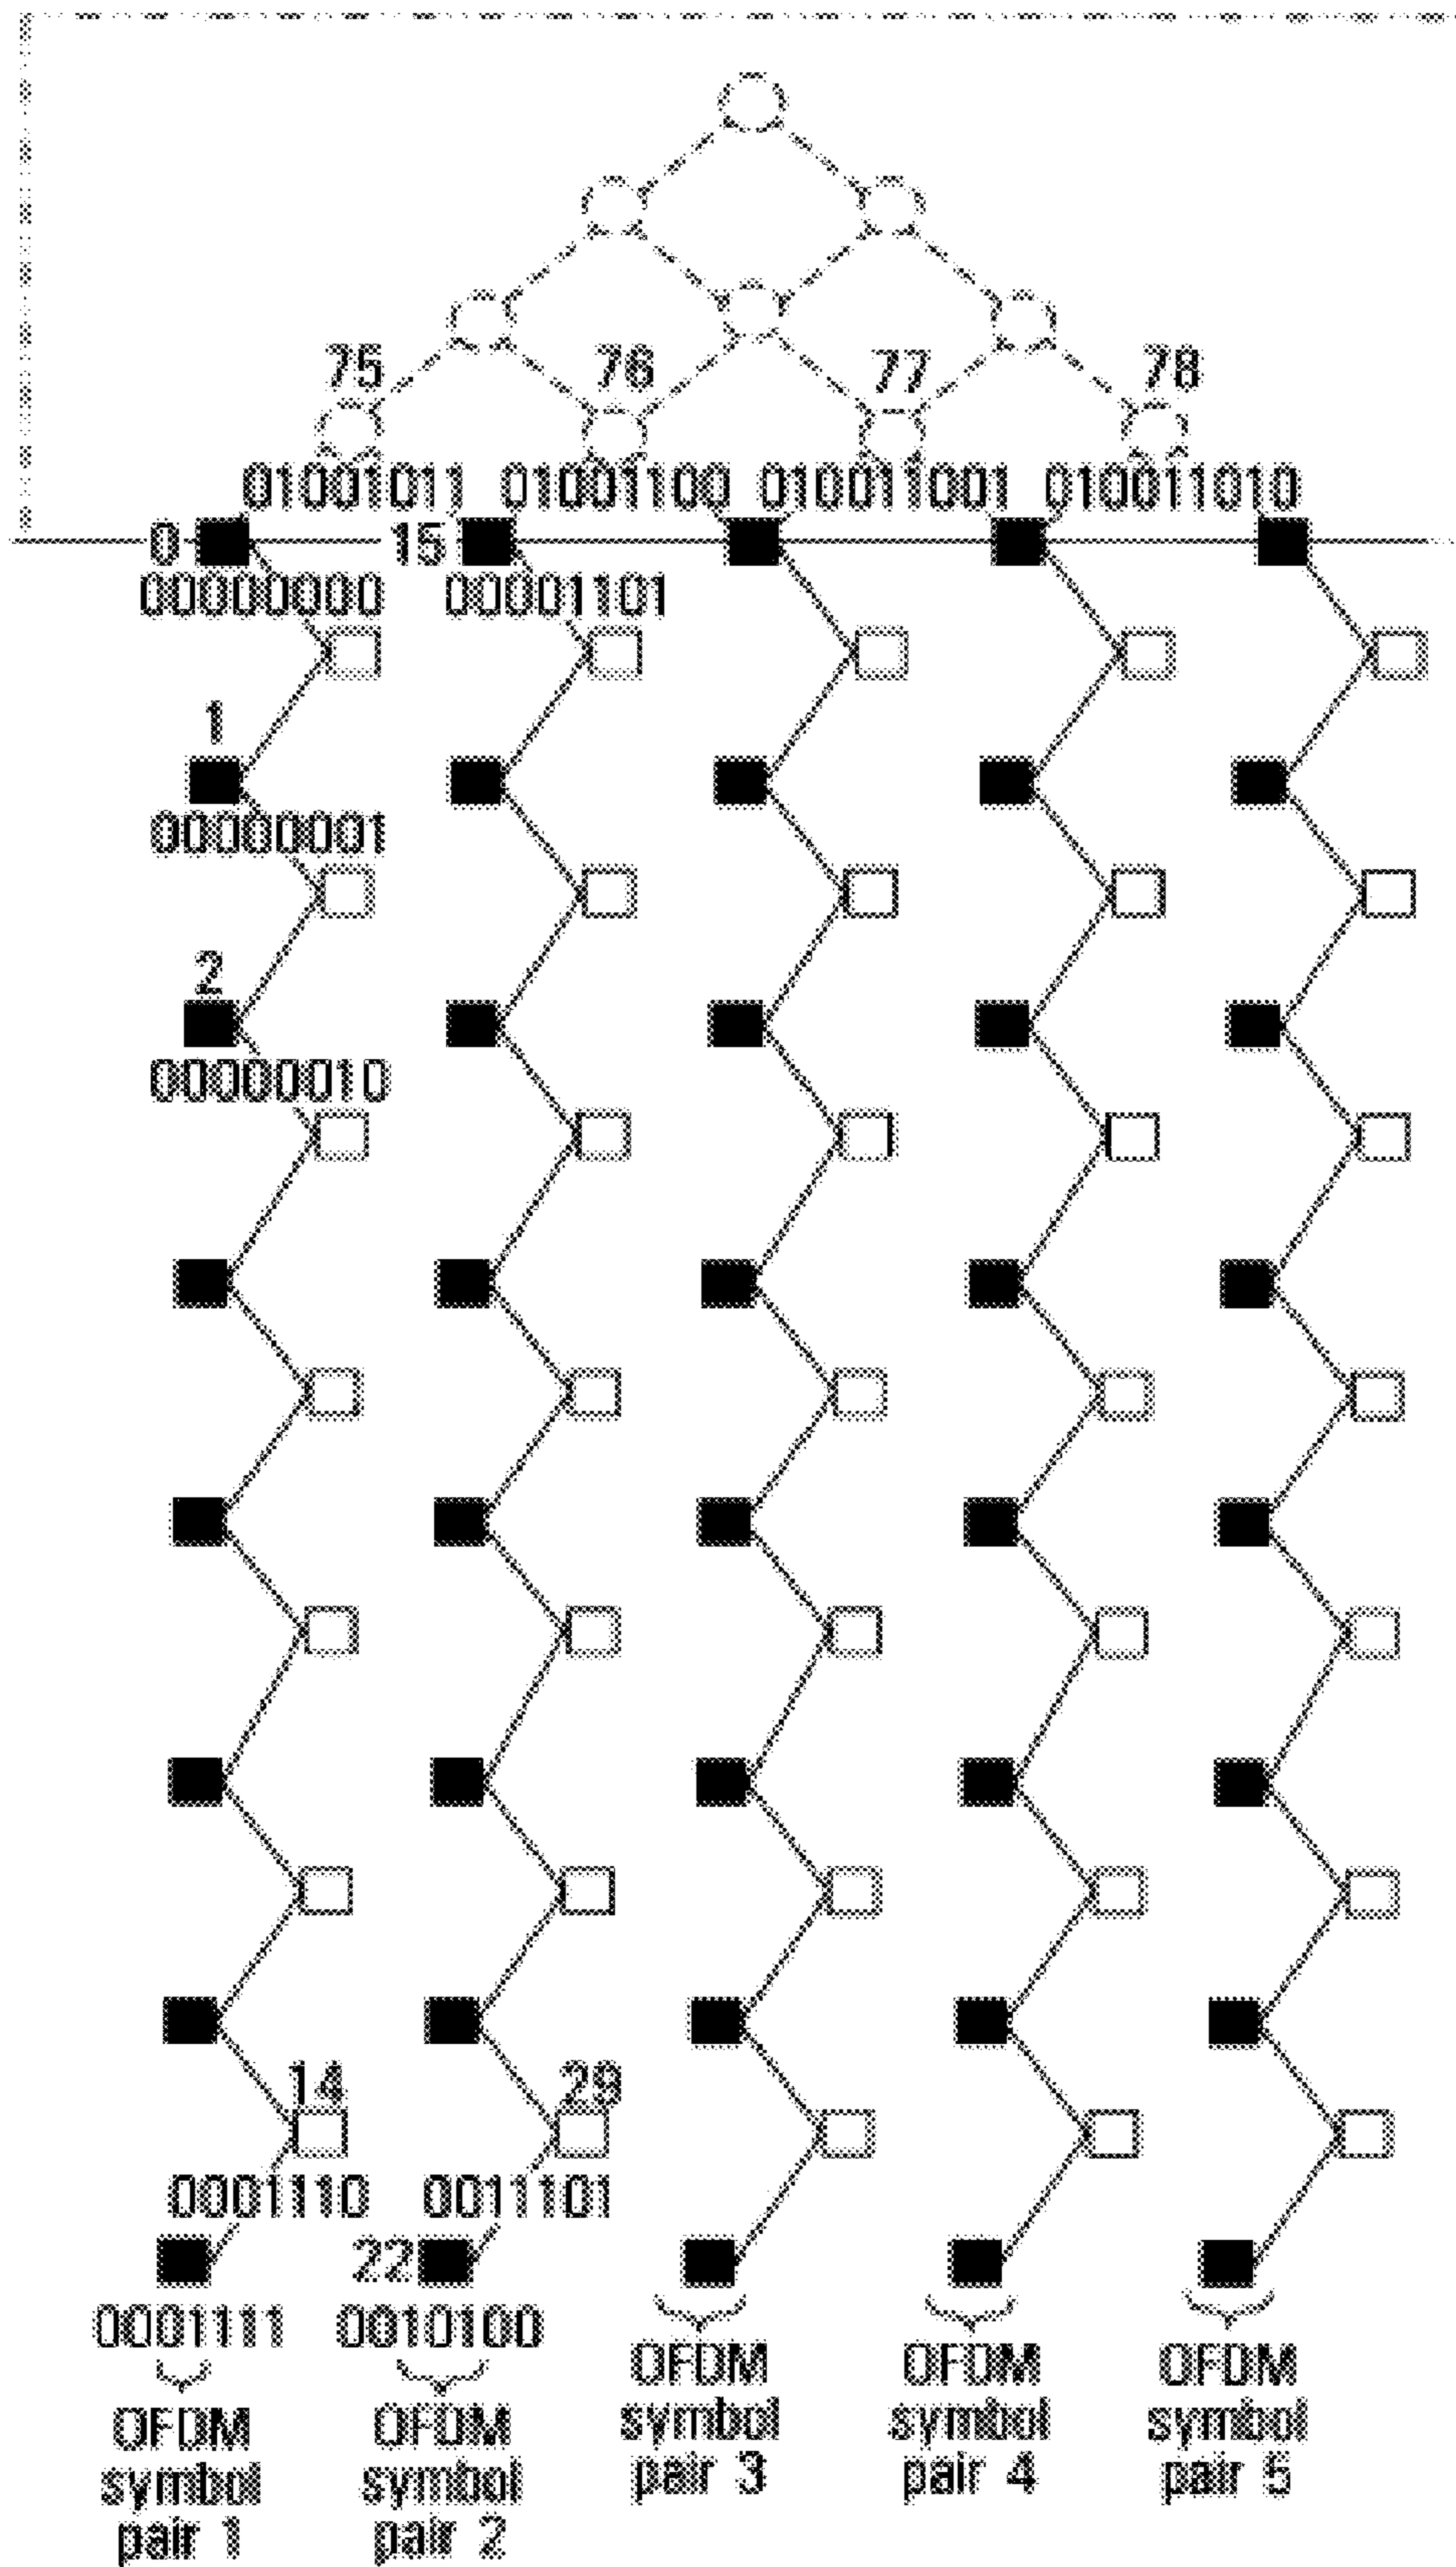 75 76 77 78
01001011 01001100 010011001 010011010
0 15
00000000 00001101
1
00000001
2
00000010
14 29
0001110 0011101
22
0001111 0010100
OFDM symbol pair 1
OFDM symbol pair 2
OFDM symbol pair 3
OFDM symbol pair 4
OFDM symbol pair 5